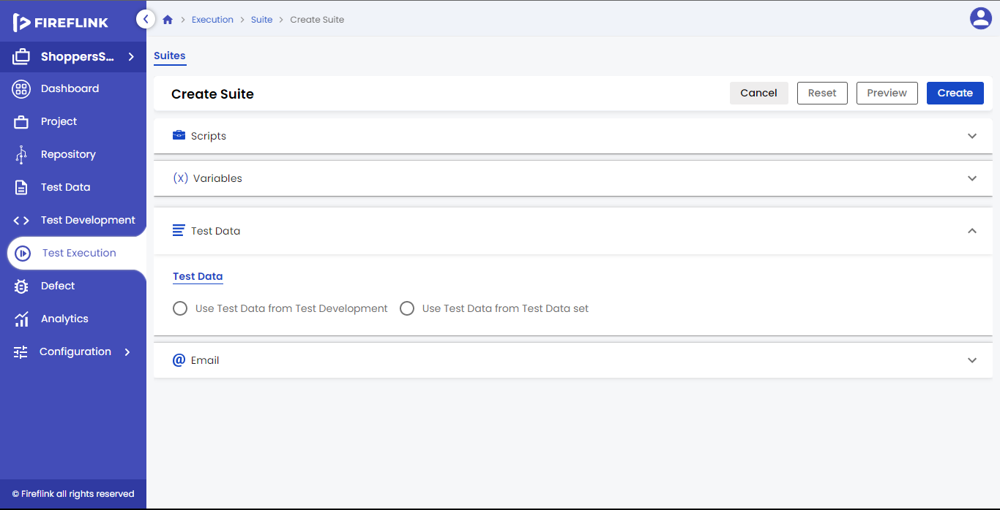 FIREFLINK
Execution
Suite
Create Suite
ShoppersS...
Dashboard
Project
Repository
Test Data
Test Development
Test Execution
Defect
Analytics
Configuration
© Fireflink all rights reserved
Suites
Create Suite
Cancel
Reset
Preview
Create
Scripts
(X) Variables
Test Data
Test Data
Use Test Data from Test Development
Use Test Data from Test Data set
@ Email